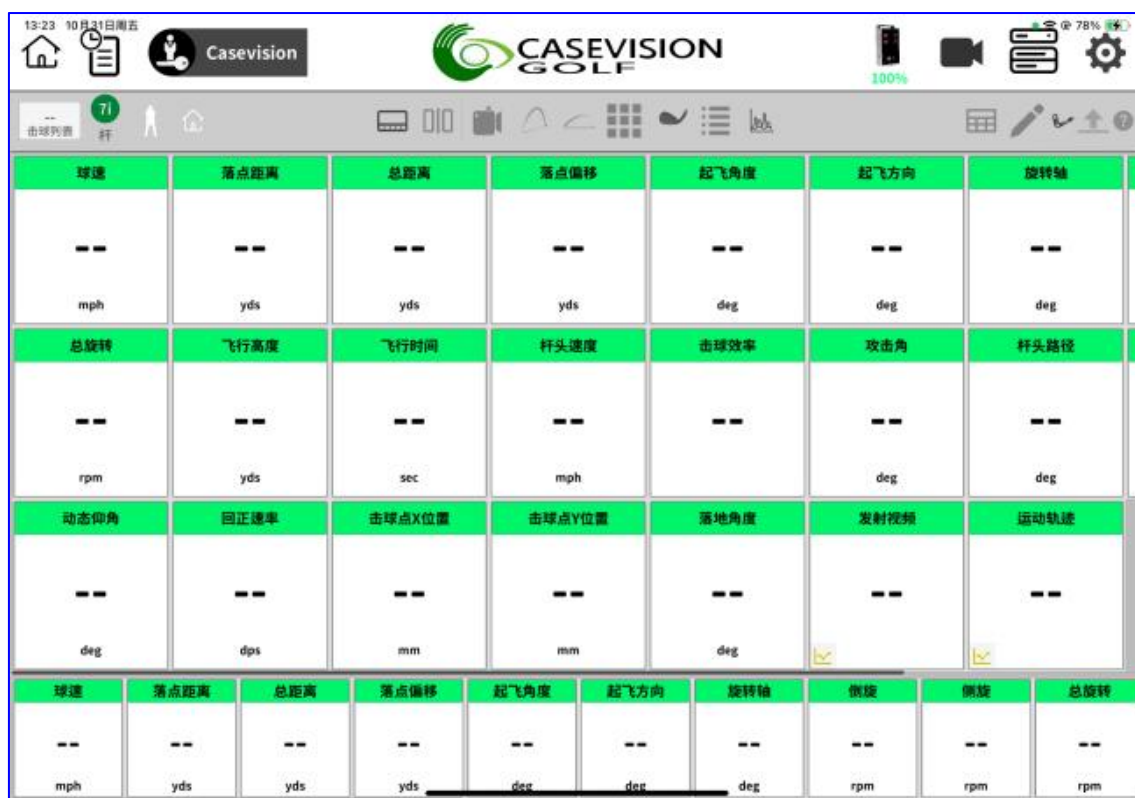 13:23 10月31日周五
78%
Casevision
CASEVISION
GOLF
100%
--
击球列表
7i
杆
球速 落点距离 总距离 落点偏移 起飞角度 起飞方向 旋转轴
-- -- -- -- -- -- --
mph yds yds yds deg deg deg
总旋转 飞行高度 飞行时间 杆头速度 击球效率 攻击角 杆头路径
-- -- -- -- -- -- --
rpm yds sec mph deg deg
动态仰角 回正速率 击球点X位置 击球点Y位置 落地角度 发射视频 运动轨迹
-- -- -- -- -- -- --
deg dps mm mm deg
球速 落点距离 总距离 落点偏移 起飞角度 起飞方向 旋转轴 倒旋 侧旋 总旋转
-- -- -- -- -- -- -- -- -- --
mph yds yds yds deg deg deg rpm rpm rpm